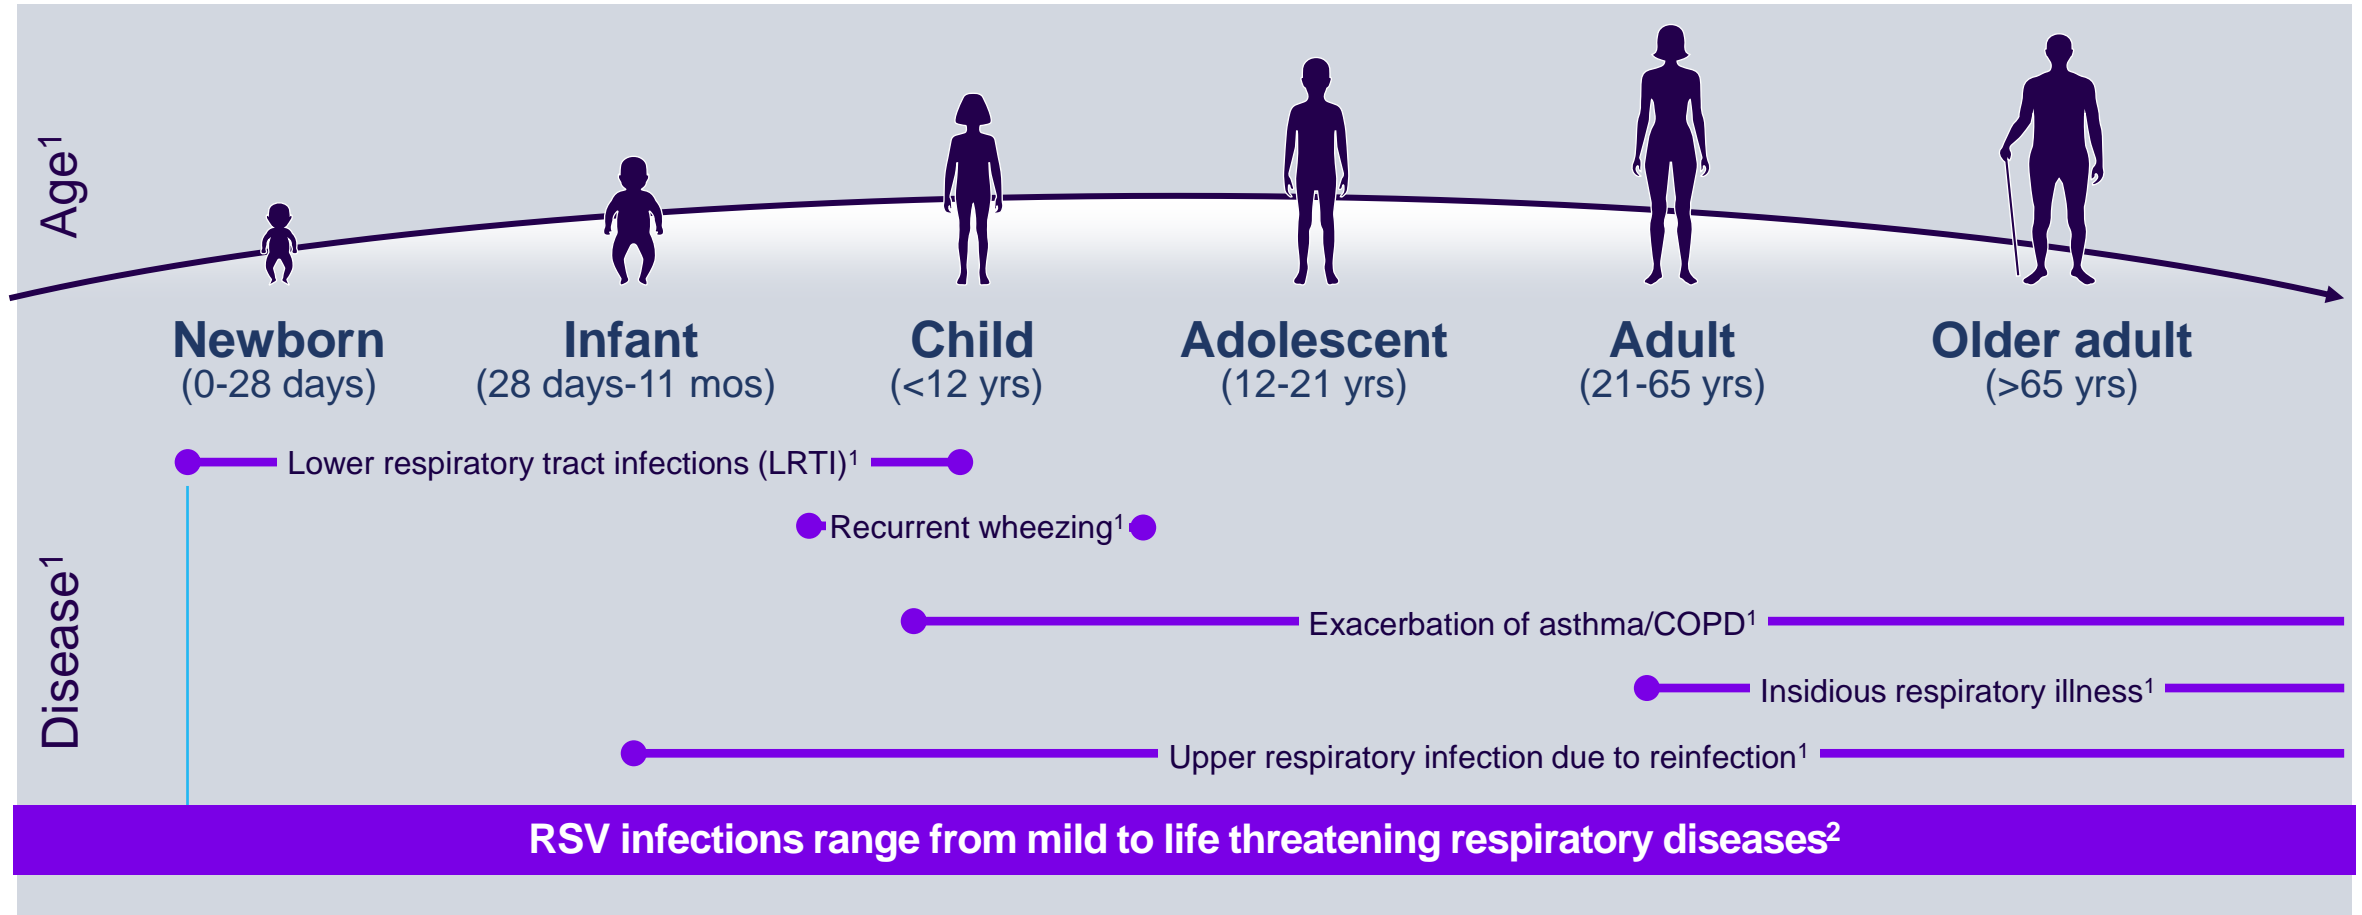 Age¹
Newborn
(0-28 days)
Infant
(28 days-11 mos)
Child
(<12 yrs)
Adolescent
(12-21 yrs)
Adult
(21-65 yrs)
Older adult
(>65 yrs)
Disease¹
Lower respiratory tract infections (LRTI)¹
Recurrent wheezing¹
Exacerbation of asthma/COPD¹
Insidious respiratory illness¹
Upper respiratory infection due to reinfection¹
RSV infections range from mild to life threatening respiratory diseases²